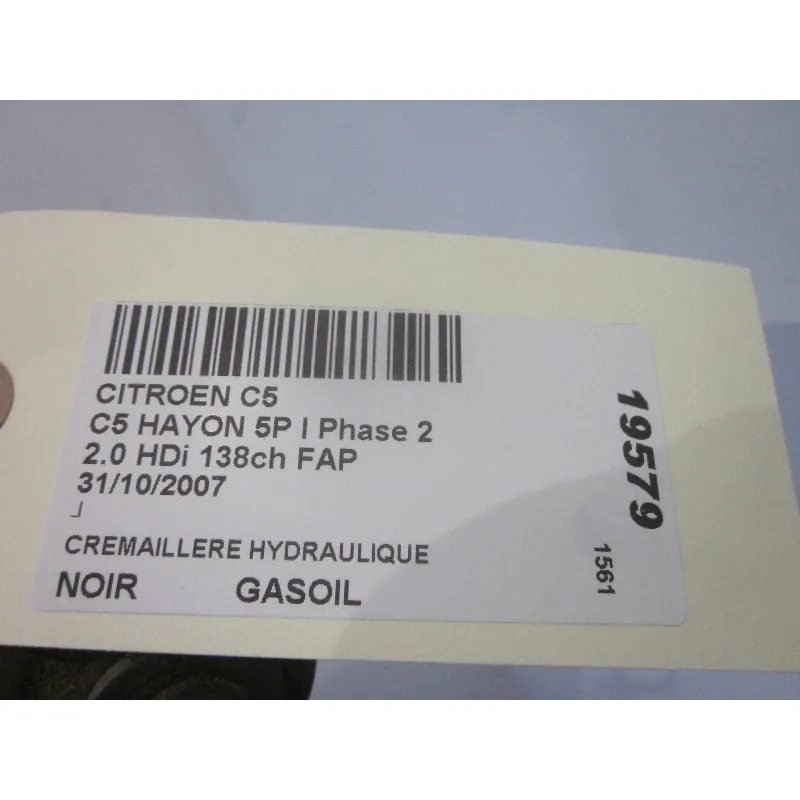 CITROEN C5
C5 HAYON 5P I Phase 2
2.0 HDi 138ch FAP
31/10/2007
CREMAILLERE HYDRAULIQUE
NOIR GASOIL
19579
1561